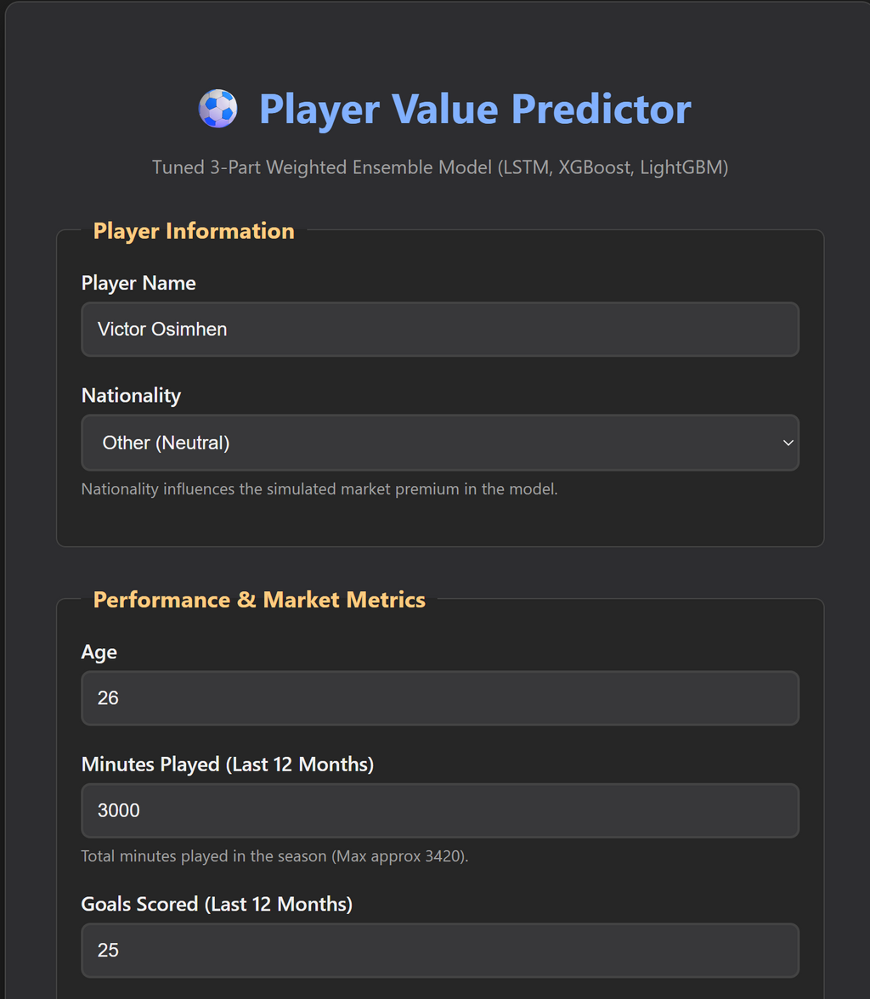 Player Value Predictor
Tuned 3-Part Weighted Ensemble Model (LSTM, XGBoost, LightGBM)
Player Information
Player Name
Victor Osimhen
Nationality
Other (Neutral)
Nationality influences the simulated market premium in the model.
Performance & Market Metrics
Age
26
Minutes Played (Last 12 Months)
3000
Total minutes played in the season (Max approx 3420).
Goals Scored (Last 12 Months)
25